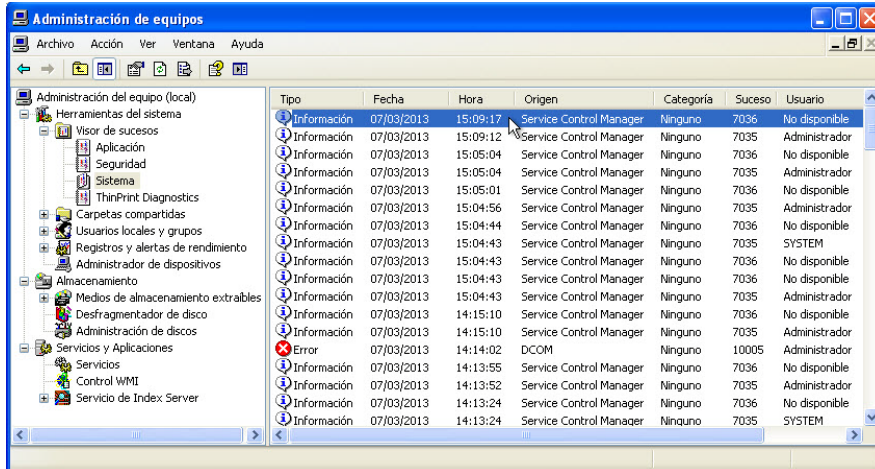 Administración de equipos
Archivo Acción Ver Ventana Ayuda
Administración del equipo (local)
Herramientas del sistema
Visor de sucesos
Aplicación
Seguridad
Sistema
ThinPrint Diagnostics
Carpetas compartidas
Usuarios locales y grupos
Registros y alertas de rendimiento
Administrador de dispositivos
Almacenamiento
Medios de almacenamiento extraíbles
Desfragmentador de disco
Administración de discos
Servicios y Aplicaciones
Servicios
Control WMI
Servicio de Index Server
Tipo Fecha Hora Origen Categoría Suceso Usuario
Información 07/03/2013 15:09:17 Service Control Manager Ninguno 7036 No disponible
Información 07/03/2013 15:09:12 Service Control Manager Ninguno 7035 Administrador
Información 07/03/2013 15:05:04 Service Control Manager Ninguno 7036 No disponible
Información 07/03/2013 15:05:04 Service Control Manager Ninguno 7035 Administrador
Información 07/03/2013 15:05:01 Service Control Manager Ninguno 7036 No disponible
Información 07/03/2013 15:04:56 Service Control Manager Ninguno 7035 Administrador
Información 07/03/2013 15:04:44 Service Control Manager Ninguno 7036 No disponible
Información 07/03/2013 15:04:43 Service Control Manager Ninguno 7035 SYSTEM
Información 07/03/2013 15:04:43 Service Control Manager Ninguno 7036 No disponible
Información 07/03/2013 15:04:43 Service Control Manager Ninguno 7036 No disponible
Información 07/03/2013 15:04:43 Service Control Manager Ninguno 7035 Administrador
Información 07/03/2013 14:15:10 Service Control Manager Ninguno 7036 No disponible
Información 07/03/2013 14:15:10 Service Control Manager Ninguno 7035 Administrador
Error 07/03/2013 14:14:02 DCOM Ninguno 10005 Administrador
Información 07/03/2013 14:13:55 Service Control Manager Ninguno 7036 No disponible
Información 07/03/2013 14:13:52 Service Control Manager Ninguno 7035 Administrador
Información 07/03/2013 14:13:24 Service Control Manager Ninguno 7036 No disponible
Información 07/03/2013 14:13:24 Service Control Manager Ninguno 7035 SYSTEM